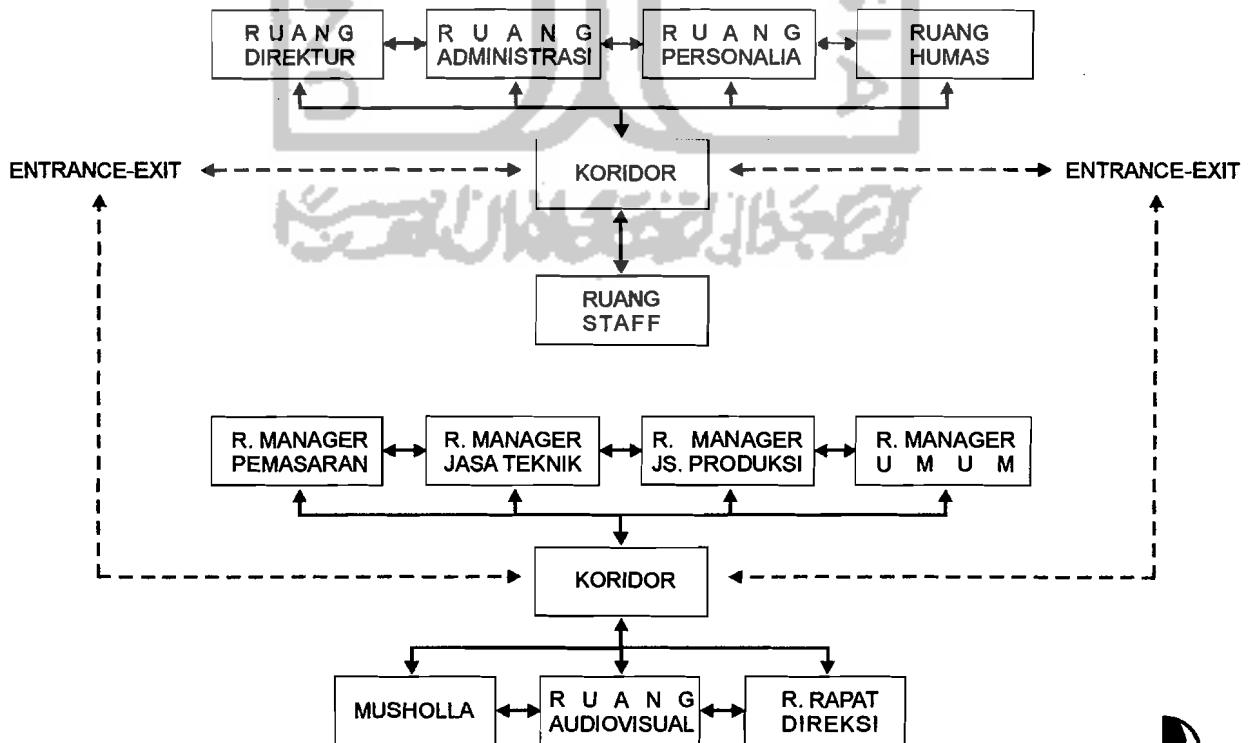 RUANG
DIREKTUR
RUANG
ADMINISTRASI
RUANG
PERSONALIA
RUANG
HUMAS
ENTRANCE-EXIT
KORIDOR
ENTRANCE-EXIT
RUANG
STAFF
R. MANAGER
PEMASARAN
R. MANAGER
JASA TEKNIK
R. MANAGER
JS. PRODUKSI
R. MANAGER
UMUM
KORIDOR
MUSHOLLA
RUANG
AUDIOVISUAL
R. RAPAT
DIREKSI